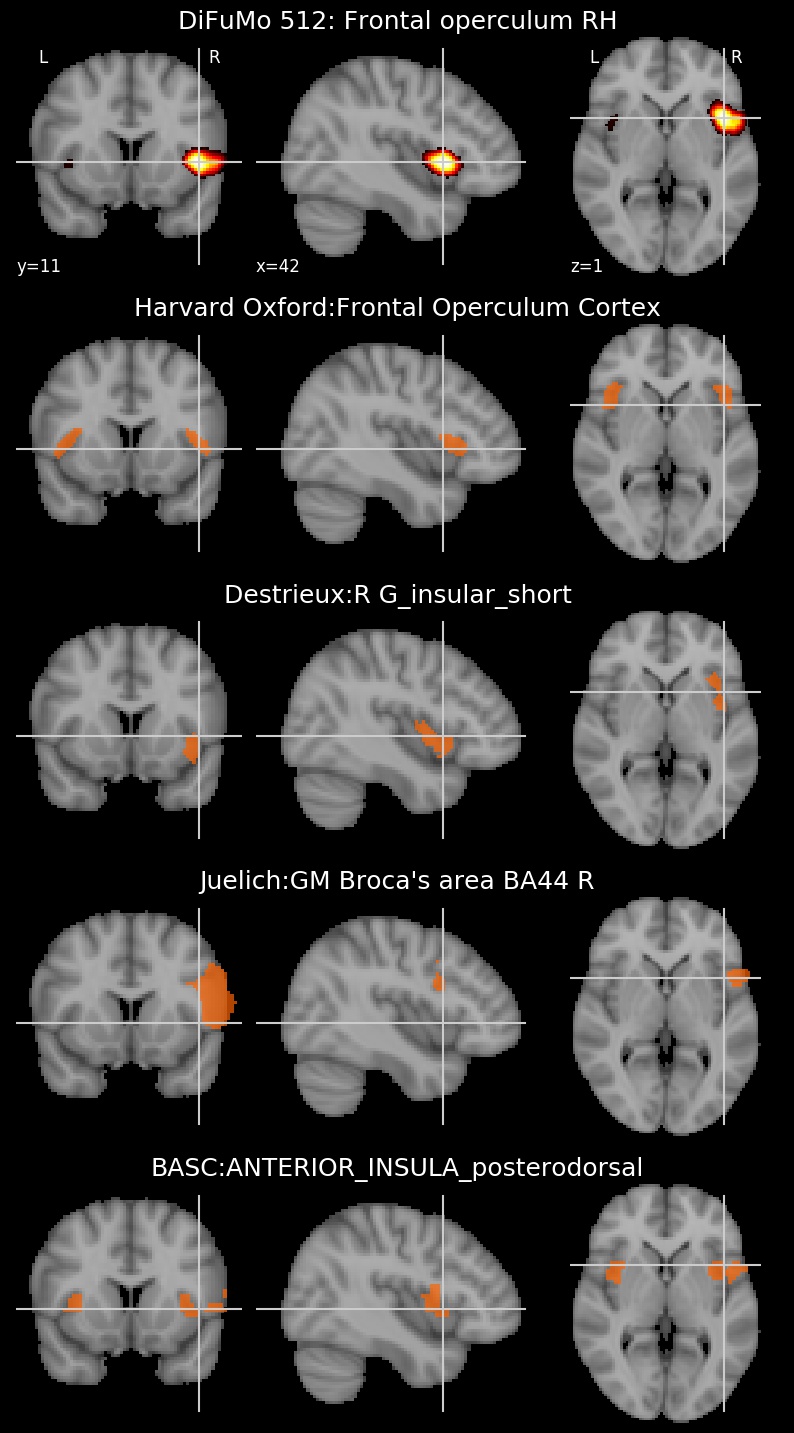 DiFuMo 512: Frontal operculum RH
L R L R
y=11 x=42 z=1
Harvard Oxford:Frontal Operculum Cortex
Destrieux:R G_insular_short
Juelich:GM Broca's area BA44 R
BASC:ANTERIOR_INSULA_posterodorsal